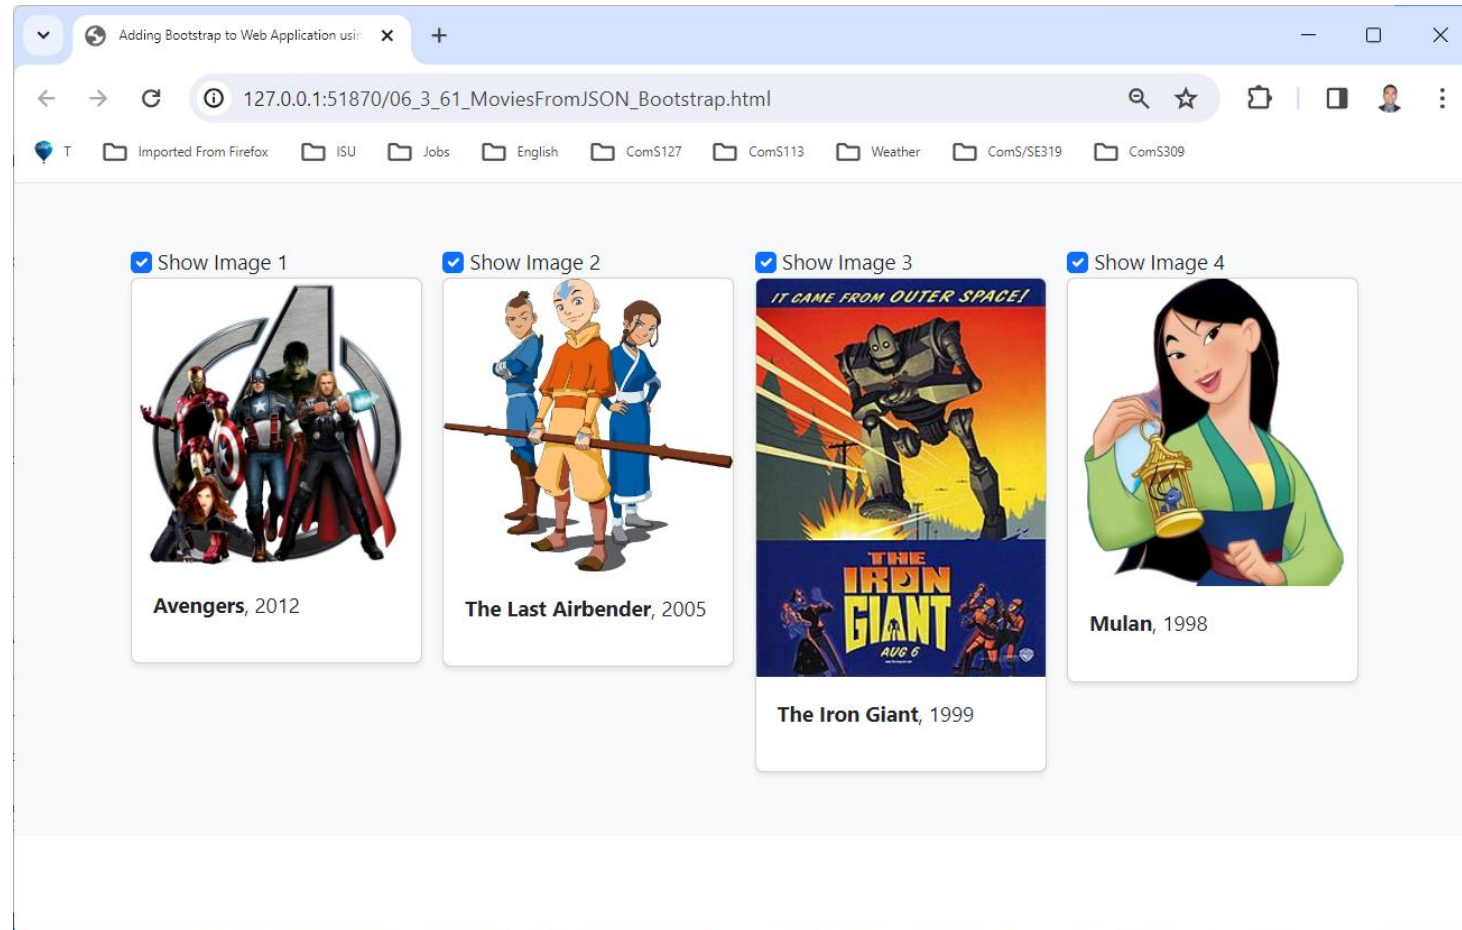 Adding Bootstrap to Web Application usin
127.0.0.1:51870/06_3_61_MoviesFromJSON_Bootstrap.html
T Imported From Firefox ISU Jobs English ComS127 ComS113 Weather ComS/SE319 ComS309
Show Image 1
Show Image 2
Show Image 3
Show Image 4
IT CAME FROM OUTER SPACE!
THE
IRON
GIANT
AUG 6
Avengers, 2012
The Last Airbender, 2005
The Iron Giant, 1999
Mulan, 1998